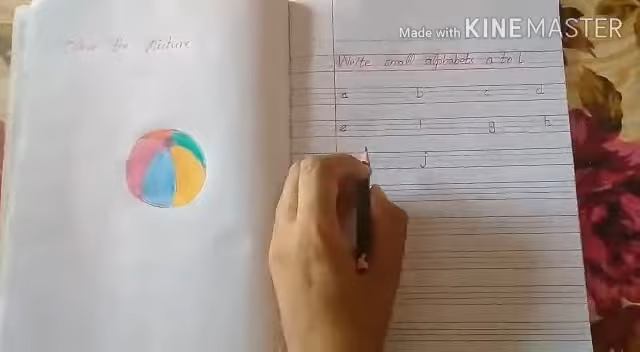 Made with KINEMASTER
Colour the picture
Write small alphabets a to l
a b c d
e f g h
j